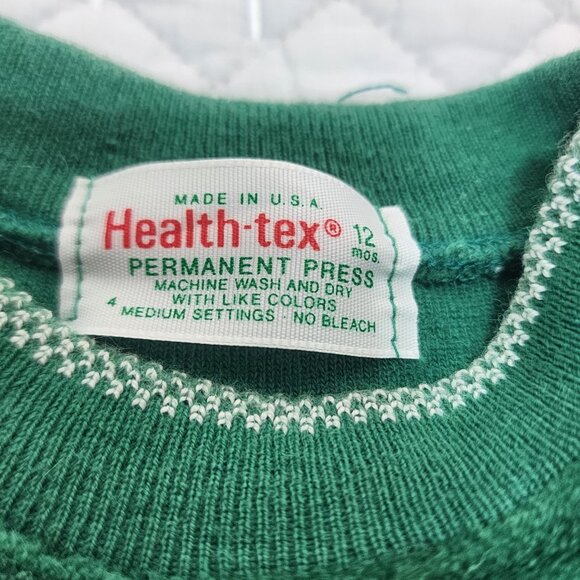 MADE IN U.S.A.
Health-tex® 12 mos.
PERMANENT PRESS
MACHINE WASH AND DRY
WITH LIKE COLORS
4 MEDIUM SETTINGS · NO BLEACH